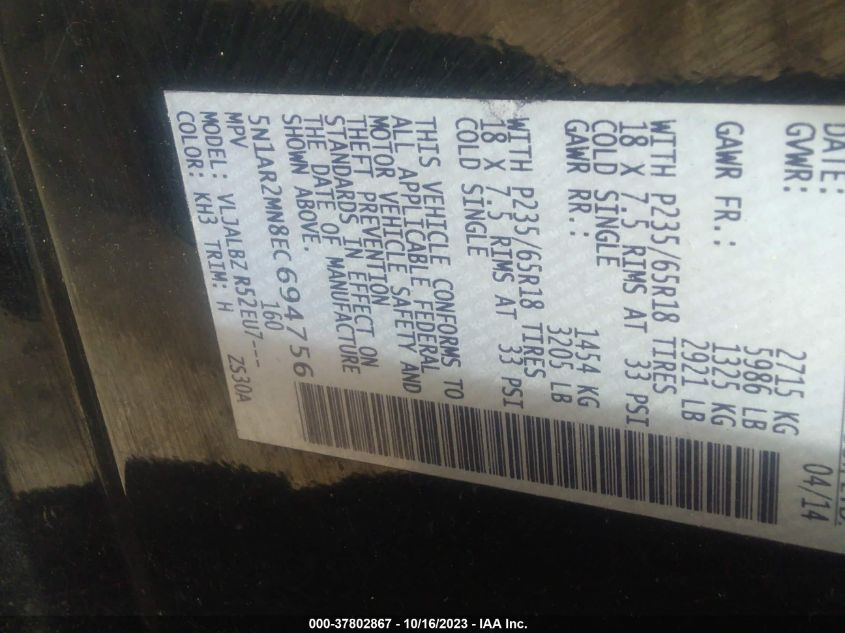 DATE: 04/14
GVWR: 2715 KG
5986 LB
GAWR FR.: 1325 KG
2921 LB
WITH P235/65R18 TIRES
18 X 7.5 RIMS AT 33 PSI
COLD SINGLE
GAWR RR.: 1454 KG
3205 LB
WITH P235/65R18 TIRES
18 X 7.5 RIMS AT 33 PSI
COLD SINGLE
THIS VEHICLE CONFORMS TO
ALL APPLICABLE FEDERAL
MOTOR VEHICLE SAFETY AND
THEFT PREVENTION
STANDARDS IN EFFECT ON
THE DATE OF MANUFACTURE
SHOWN ABOVE.
5N1AR2MN8EC694756
MPV 160
MODEL: VLJALBZ R52EU7---
COLOR: KH3 TRIM: H ZS30A
000-37802867 - 10/16/2023 - IAA Inc.